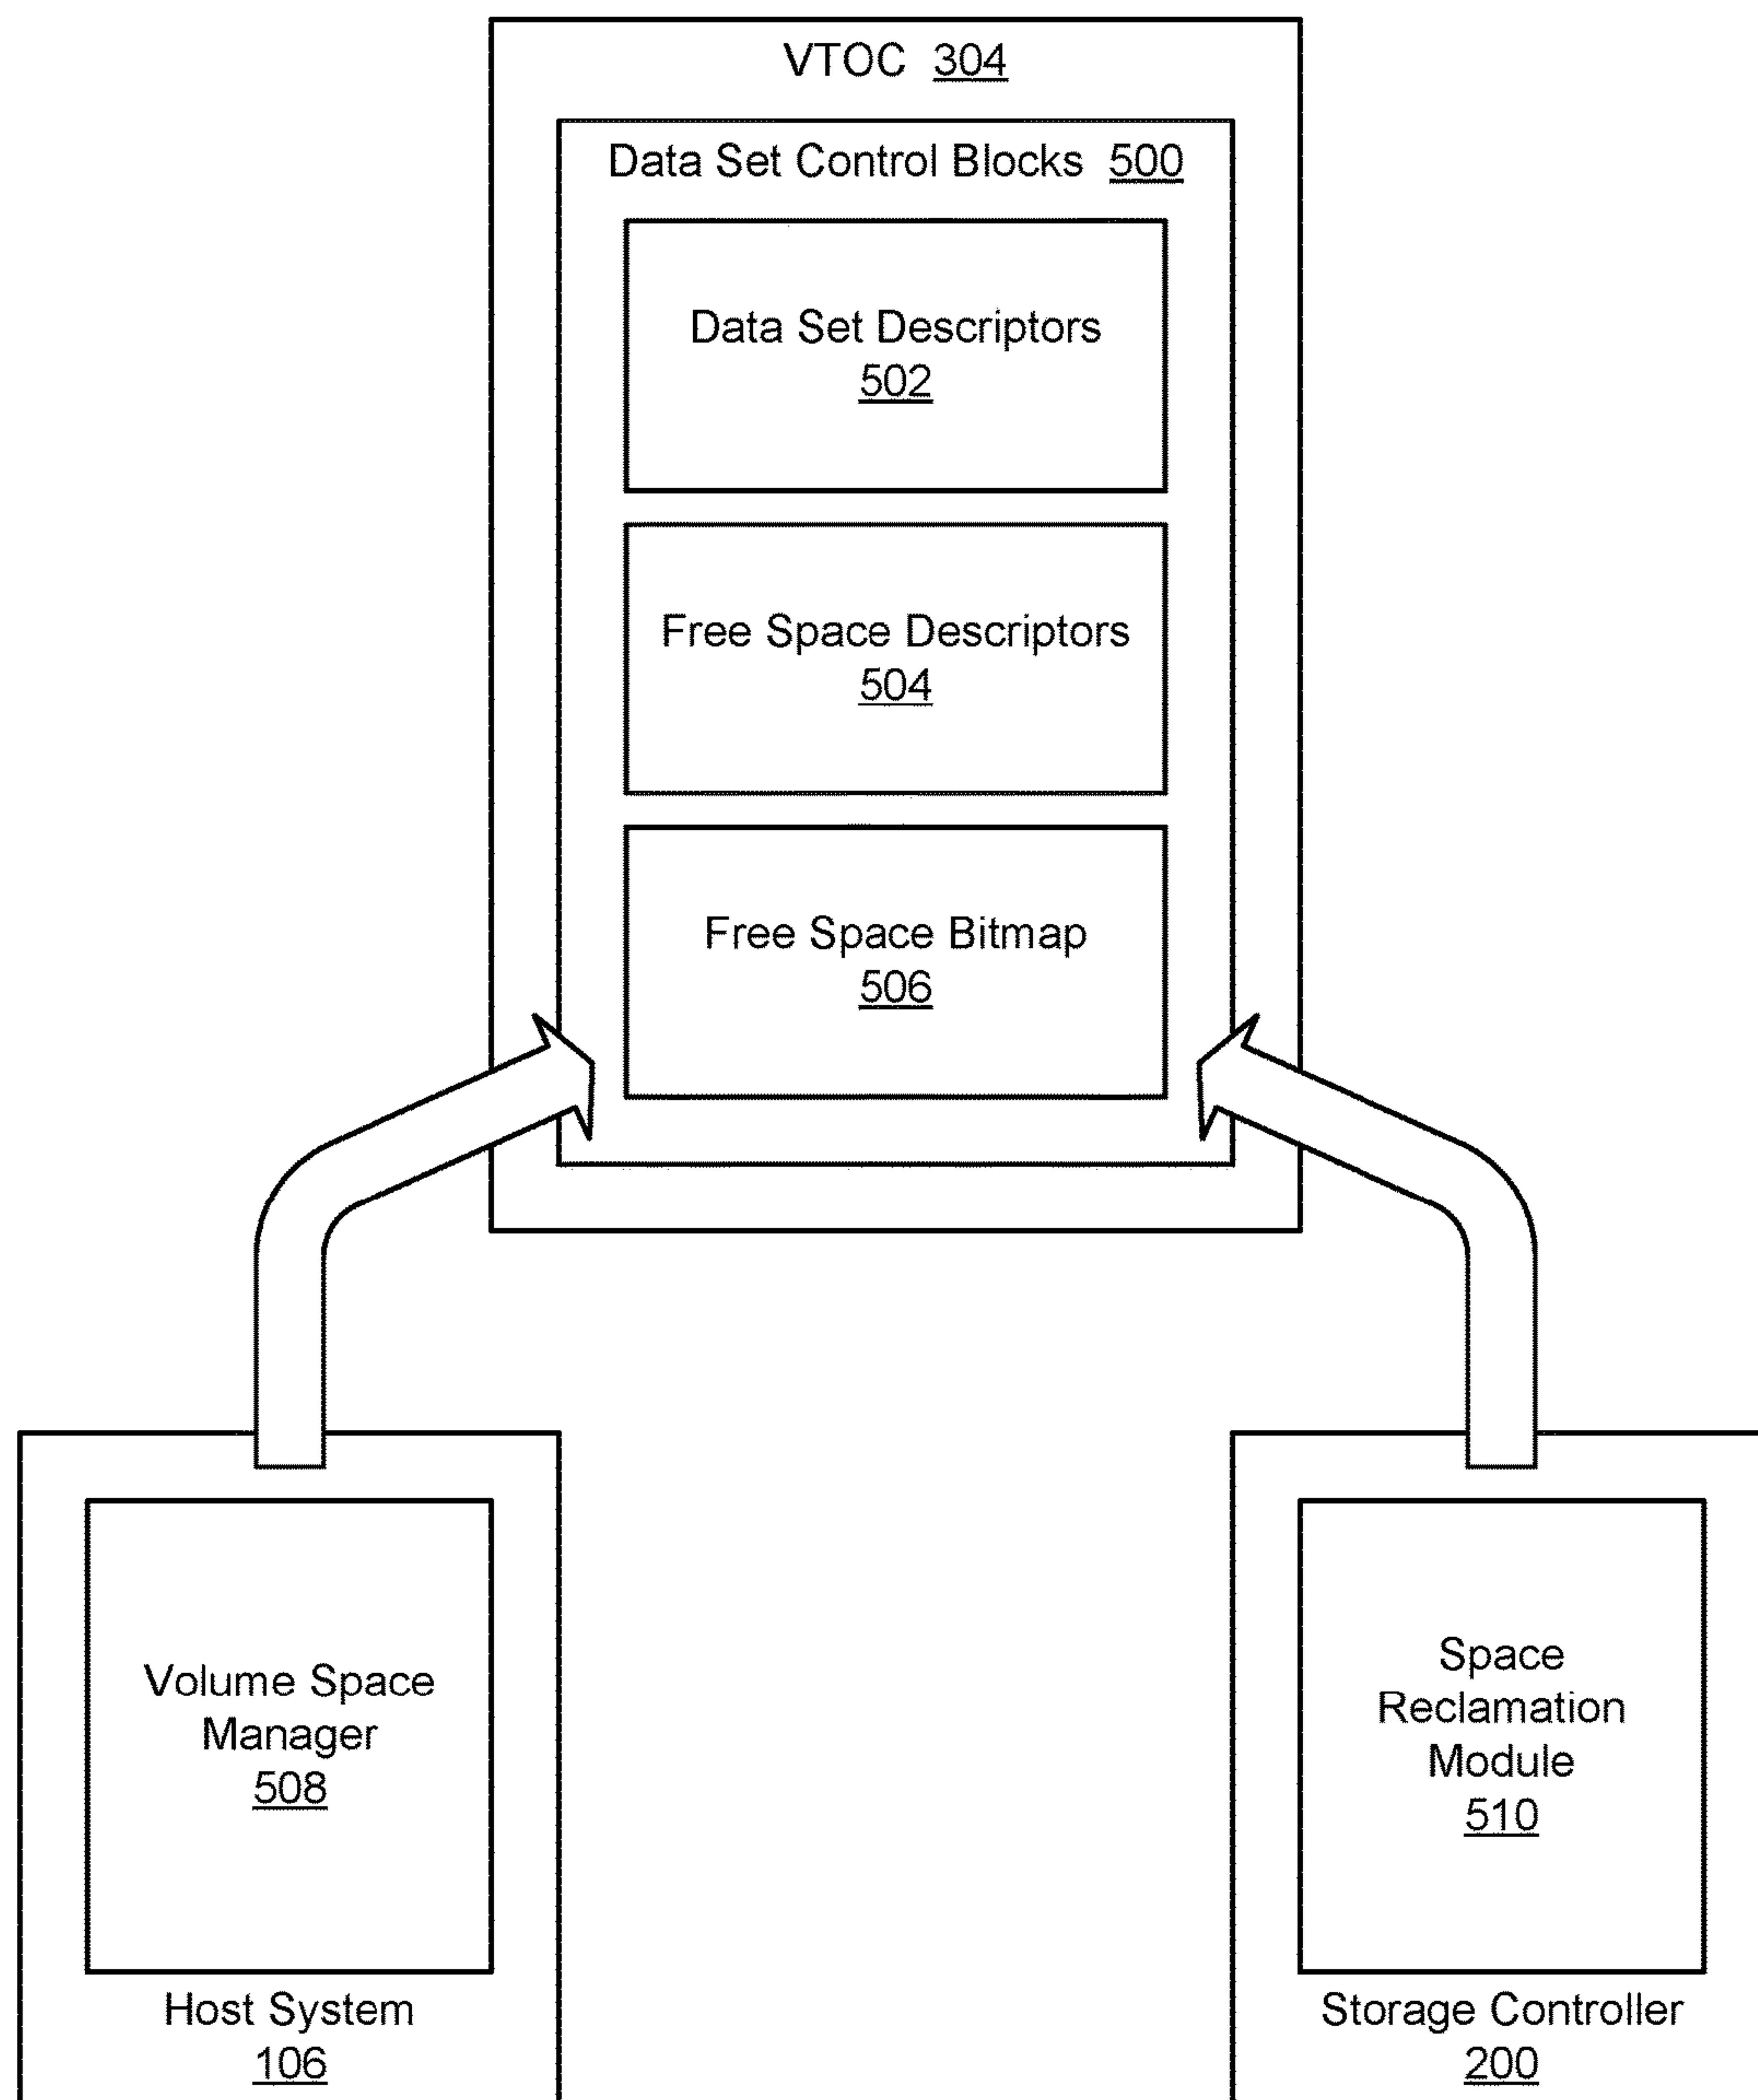 VTOC 304
Data Set Control Blocks 500
Data Set Descriptors
502
Free Space Descriptors
504
Free Space Bitmap
506
Volume Space
Manager
508
Host System
106
Space
Reclamation
Module
510
Storage Controller
200